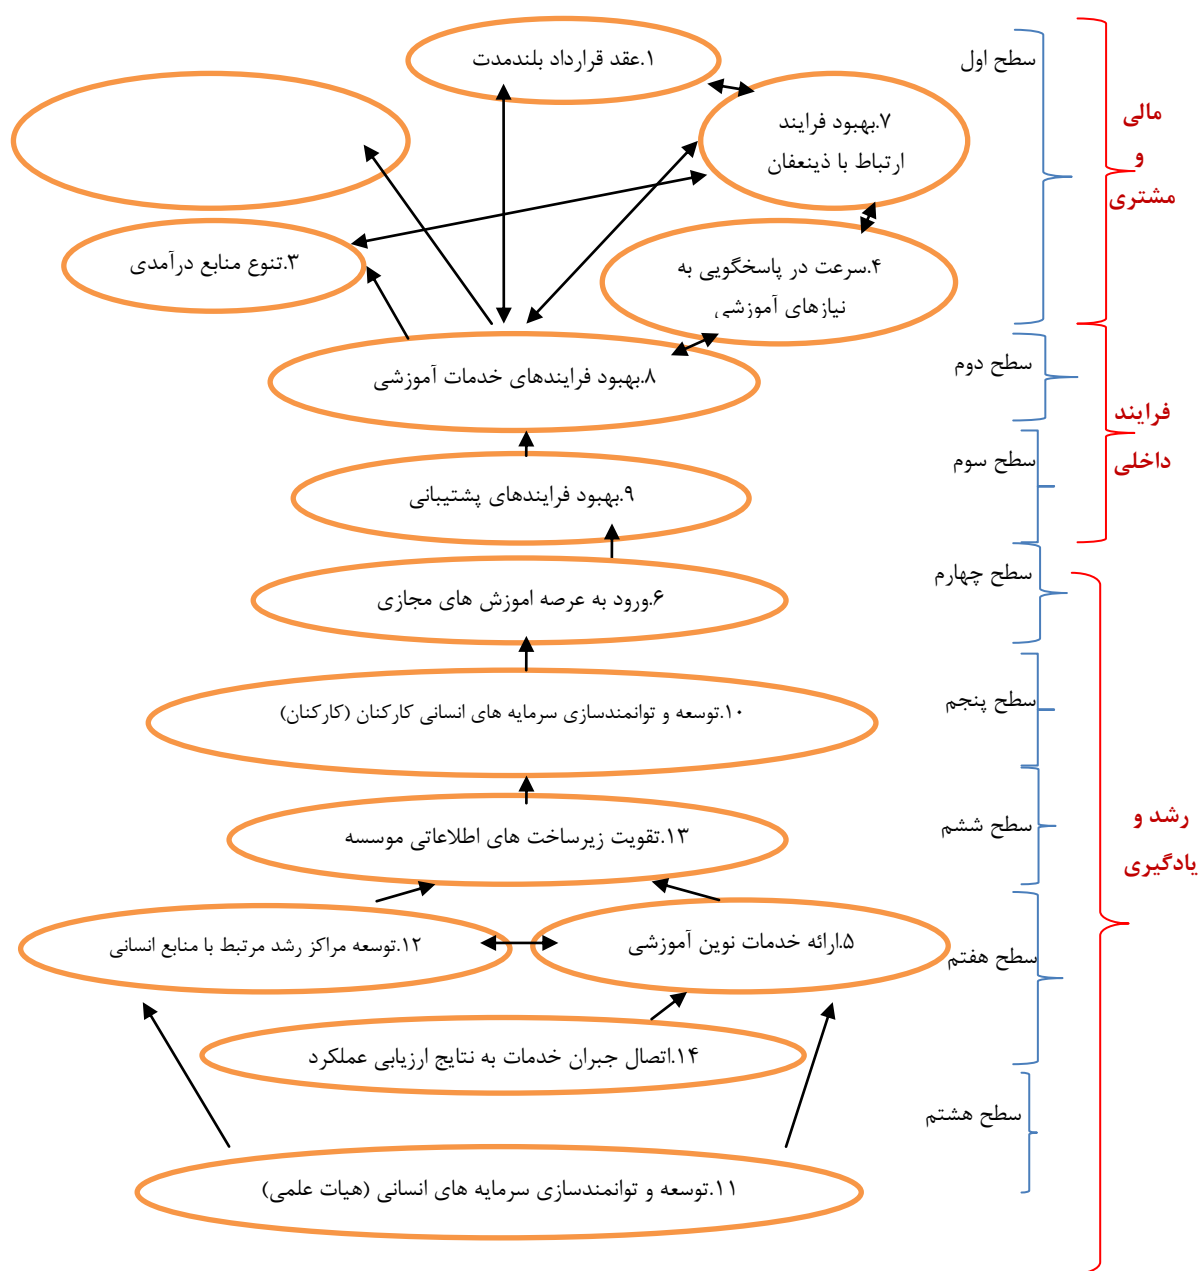 ۱.عقد قرارداد بلندمدت
سطح اول
مالی
و
مشتری
۷.بهبود فرایند
ارتباط با ذینعفان
۳.تنوع منابع درآمدی
۴.سرعت در پاسخگویی به
نیازهای آموزشی
۸.بهبود فرایندهای خدمات آموزشی
سطح دوم
فرایند
داخلی
۹.بهبود فرایندهای پشتیبانی
سطح سوم
۶.ورود به عرصه اموزش های مجازی
سطح چهارم
۱۰.توسعه و توانمندسازی سرمایه های انسانی کارکنان (کارکنان)
سطح پنجم
۱۳.تقویت زیرساخت های اطلاعاتی موسسه
سطح ششم
رشد و
یادگیری
۵.ارائه خدمات نوین آموزشی
۱۲.توسعه مراکز رشد مرتبط با منابع انسانی
سطح هفتم
۱۴.اتصال جبران خدمات به نتایج ارزیابی عملکرد
سطح هشتم
۱۱.توسعه و توانمندسازی سرمایه های انسانی (هیات علمی)